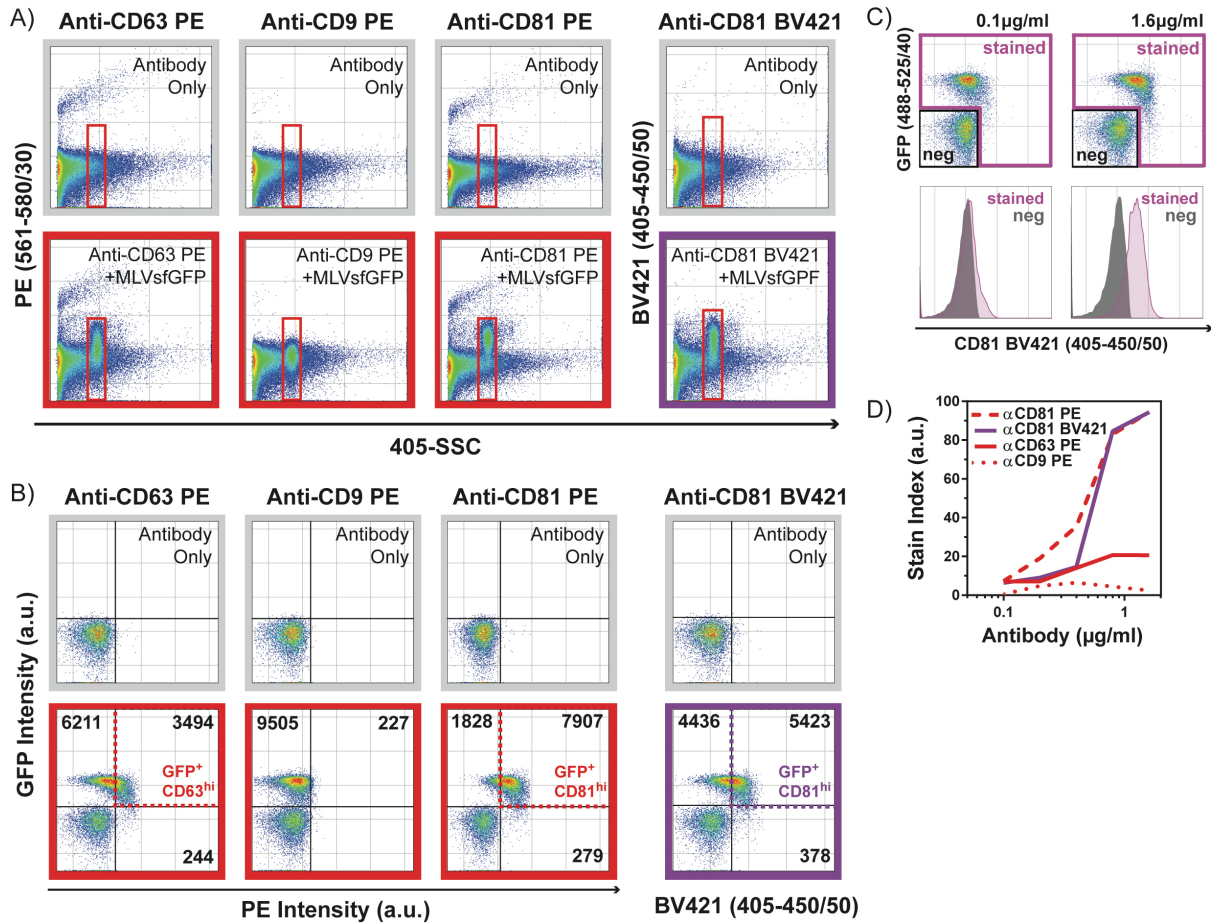 A)
Anti-CD63 PE
Anti-CD9 PE
Anti-CD81 PE
Anti-CD81 BV421
Antibody
Only
Antibody
Only
Antibody
Only
Antibody
Only
PE (561-580/30)
BV421 (405-450/50)
Anti-CD63 PE
+MLVsfGFP
Anti-CD9 PE
+MLVsfGFP
Anti-CD81 PE
+MLVsfGFP
Anti-CD81 BV421
+MLVsfGPF
405-SSC
B)
Anti-CD63 PE
Anti-CD9 PE
Anti-CD81 PE
Anti-CD81 BV421
Antibody
Only
Antibody
Only
Antibody
Only
Antibody
Only
GFP Intensity (a.u.)
6211 3494
GFP+
CD63hi
244
9505 227
1828 7907
GFP+
CD81hi
279
4436 5423
GFP+
CD81hi
378
PE Intensity (a.u.)
BV421 (405-450/50)
C)
0.1µg/ml
1.6µg/ml
GFP (488-525/40)
stained
neg
stained
neg
stained
neg
stained
neg
CD81 BV421 (405-450/50)
D)
αCD81 PE
αCD81 BV421
αCD63 PE
αCD9 PE
Stain Index (a.u.)
100
80
60
40
20
0
0.1
1
Antibody (µg/ml)